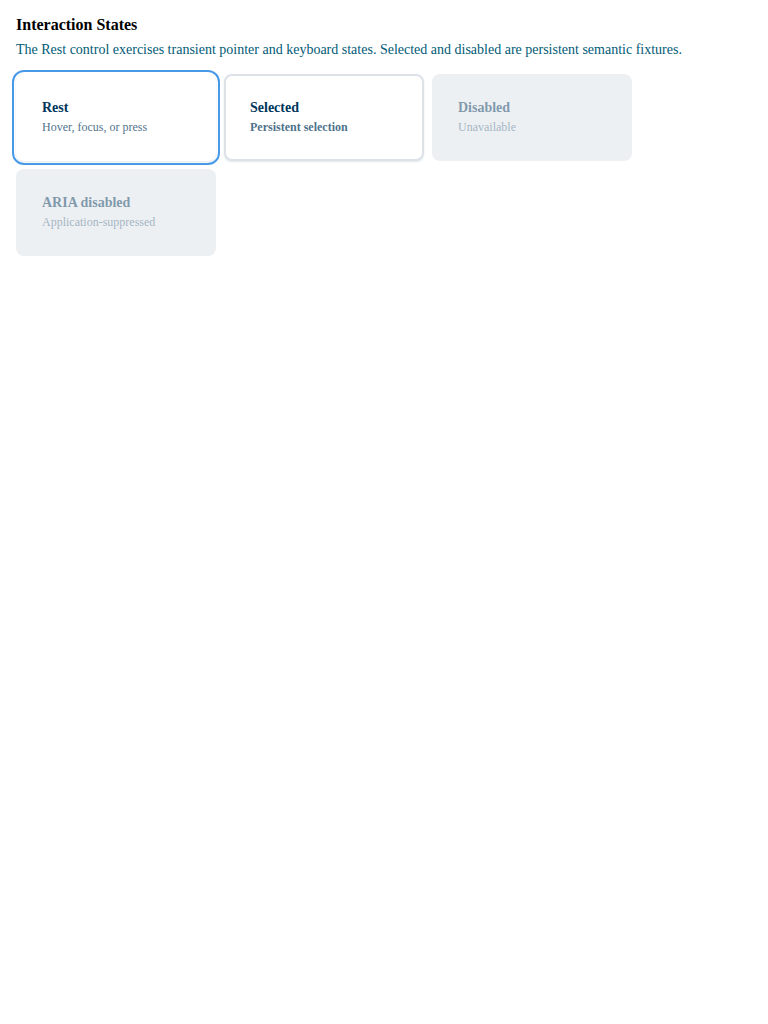 Interaction States
The Rest control exercises transient pointer and keyboard states. Selected and disabled are persistent semantic fixtures.
Rest
Hover, focus, or press
Selected
Persistent selection
Disabled
Unavailable
ARIA disabled
Application-suppressed